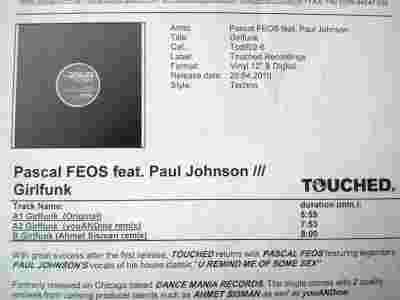 Artist: Pascal FEOS feat. Paul Johnson
Title: Girlfunk
Cat.:
Label: Touched Recordings
Format: Vinyl 12" & Digital
Release date: 20.04.2010
Style: Techno
Pascal FEOS feat. Paul Johnson ///
Girlfunk
TOUCHED.
Track Name: duration (min.):
A1 Girlfunk (Original) 5:55
A2 Girlfunk (youANDme remix) 7:53
B Girlfunk (Ahmet Sisman remix) 8:00
With great success after the first release, TOUCHED returns with PASCAL FEOS featuring legendary
PAUL JOHNSON'S vocals of his house classic "U REMIND ME OF SOME SEX"
Formerly released on Chicago based DANCE MANIA RECORDS. The single comes with 2 quality
remixes from upcoming producer talents such as AHMET SISMAN as well as youANDme